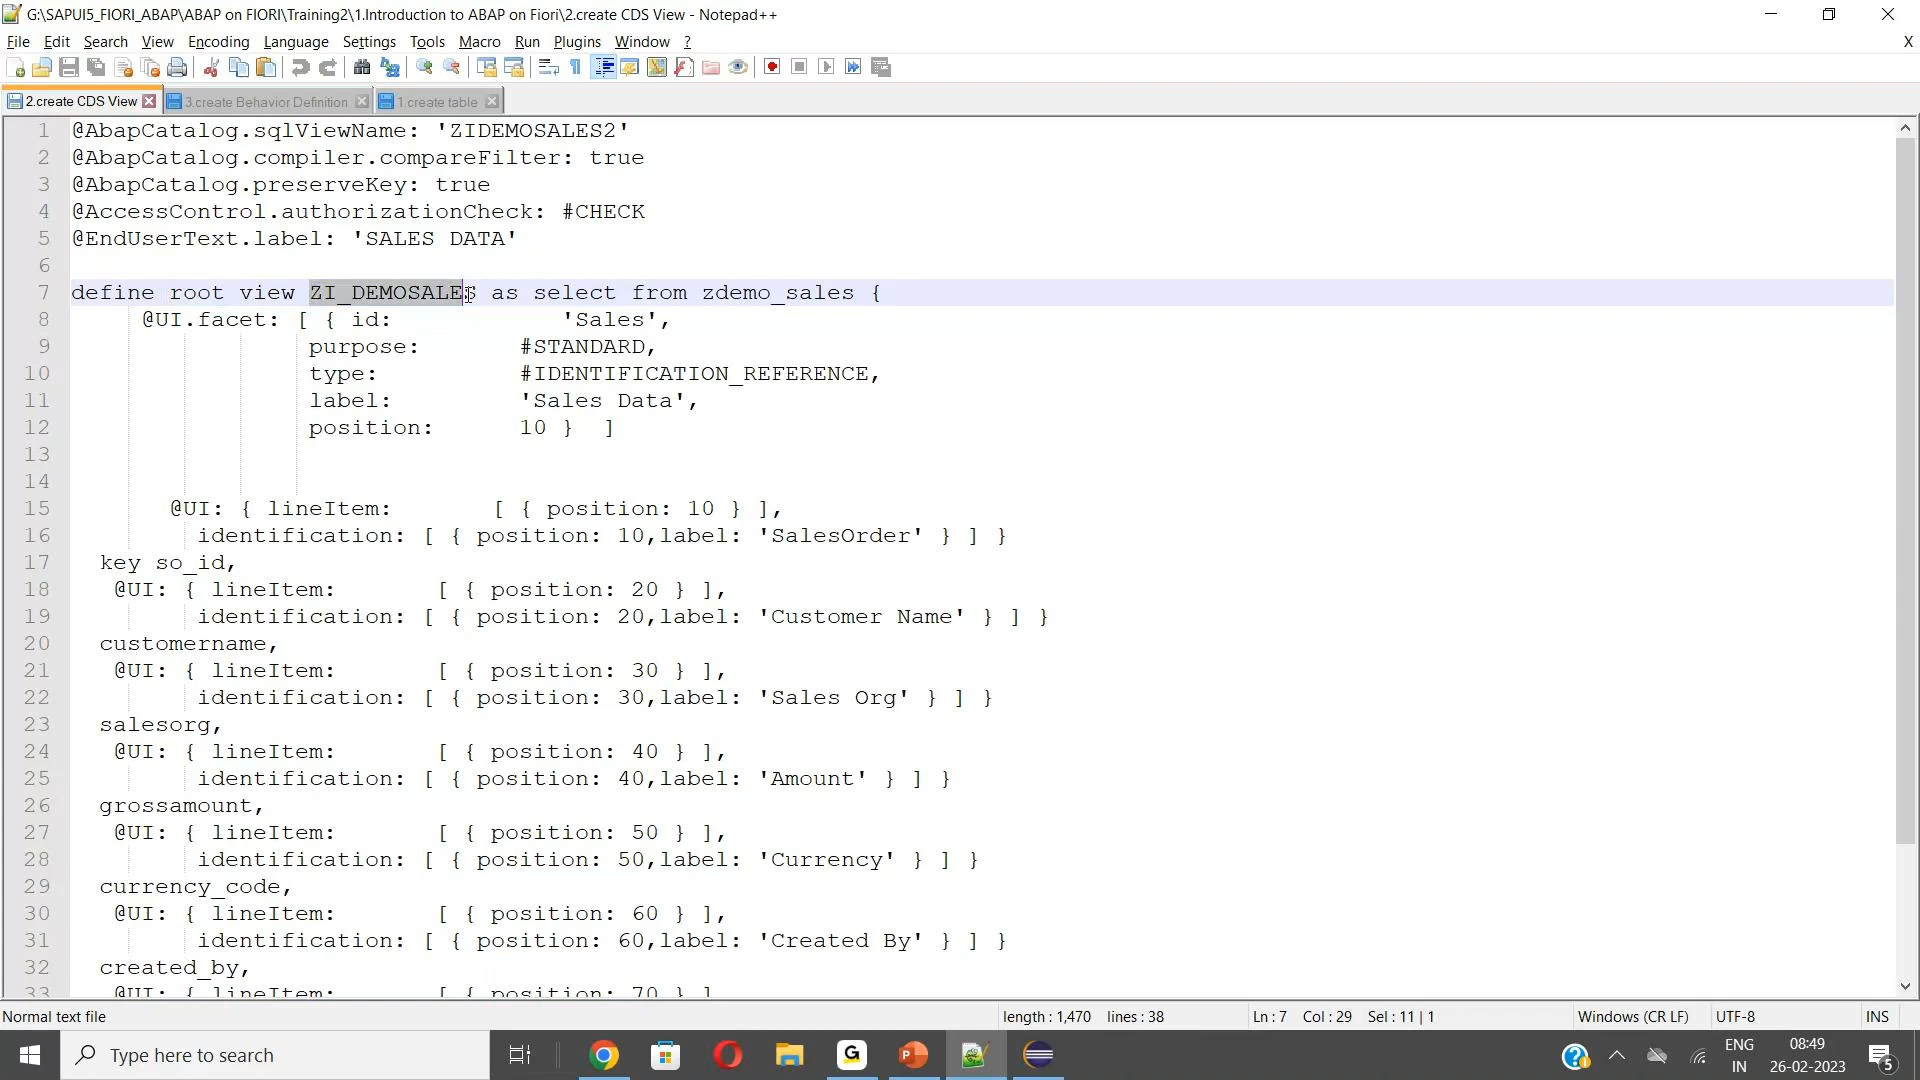 G:\SAPUI5_FIORI_ABAP\ABAP on FIORI\Training2\1.Introduction to ABAP on Fiori\2.create CDS View - Notepad++
File Edit Search View Encoding Language Settings Tools Macro Run Plugins Window ? X
2.create CDS View 3.create Behavior Definition 1.create table
1 @AbapCatalog.sqlViewName: 'ZIDEMOSALES2'
2 @AbapCatalog.compiler.compareFilter: true
3 @AbapCatalog.preserveKey: true
4 @AccessControl.authorizationCheck: #CHECK
5 @EndUserText.label: 'SALES DATA'
6
7 define root view ZI_DEMOSALES as select from zdemo_sales {
8 @UI.facet: [ { id: 'Sales',
9 purpose: #STANDARD,
10 type: #IDENTIFICATION_REFERENCE,
11 label: 'Sales Data',
12 position: 10 } ]
13
14
15 @UI: { lineItem: [ { position: 10 } ],
16 identification: [ { position: 10,label: 'SalesOrder' } ] }
17 key so_id,
18 @UI: { lineItem: [ { position: 20 } ],
19 identification: [ { position: 20,label: 'Customer Name' } ] }
20 customername,
21 @UI: { lineItem: [ { position: 30 } ],
22 identification: [ { position: 30,label: 'Sales Org' } ] }
23 salesorg,
24 @UI: { lineItem: [ { position: 40 } ],
25 identification: [ { position: 40,label: 'Amount' } ] }
26 grossamount,
27 @UI: { lineItem: [ { position: 50 } ],
28 identification: [ { position: 50,label: 'Currency' } ] }
29 currency_code,
30 @UI: { lineItem: [ { position: 60 } ],
31 identification: [ { position: 60,label: 'Created By' } ] }
32 created_by,
33 @UI: { lineItem: [ { position: 70 } ]
Normal text file length : 1,470 lines : 38 Ln : 7 Col : 29 Sel : 11 | 1 Windows (CR LF) UTF-8 INS
Type here to search
ENG
IN
08:49
26-02-2023
5